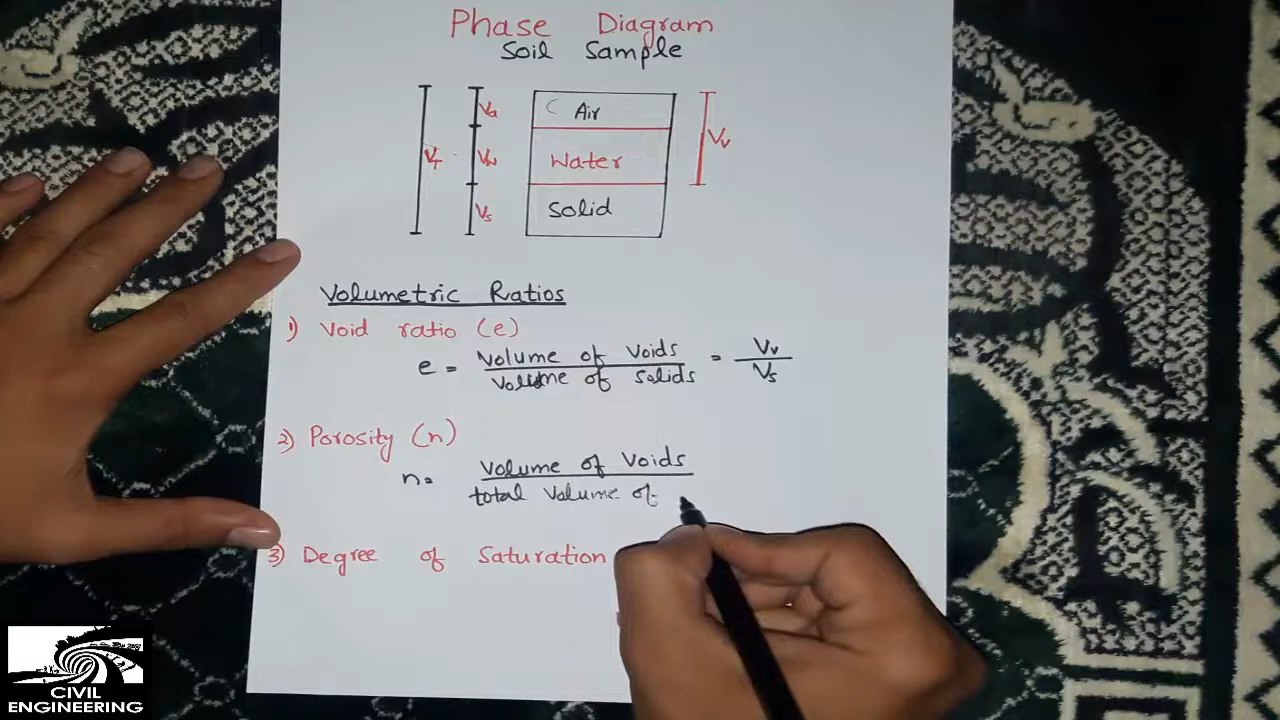 Phase Diagram
Soil Sample
VT
Va
Vw
Vs
Air
Water
Solid
Vv
Volumetric Ratios
1) Void ratio (e)
e = Volume of Voids / Volume of Solids = Vv / Vs
2) Porosity (n)
n = Volume of Voids / total Volume of
3) Degree of Saturation
CIVIL
ENGINEERING